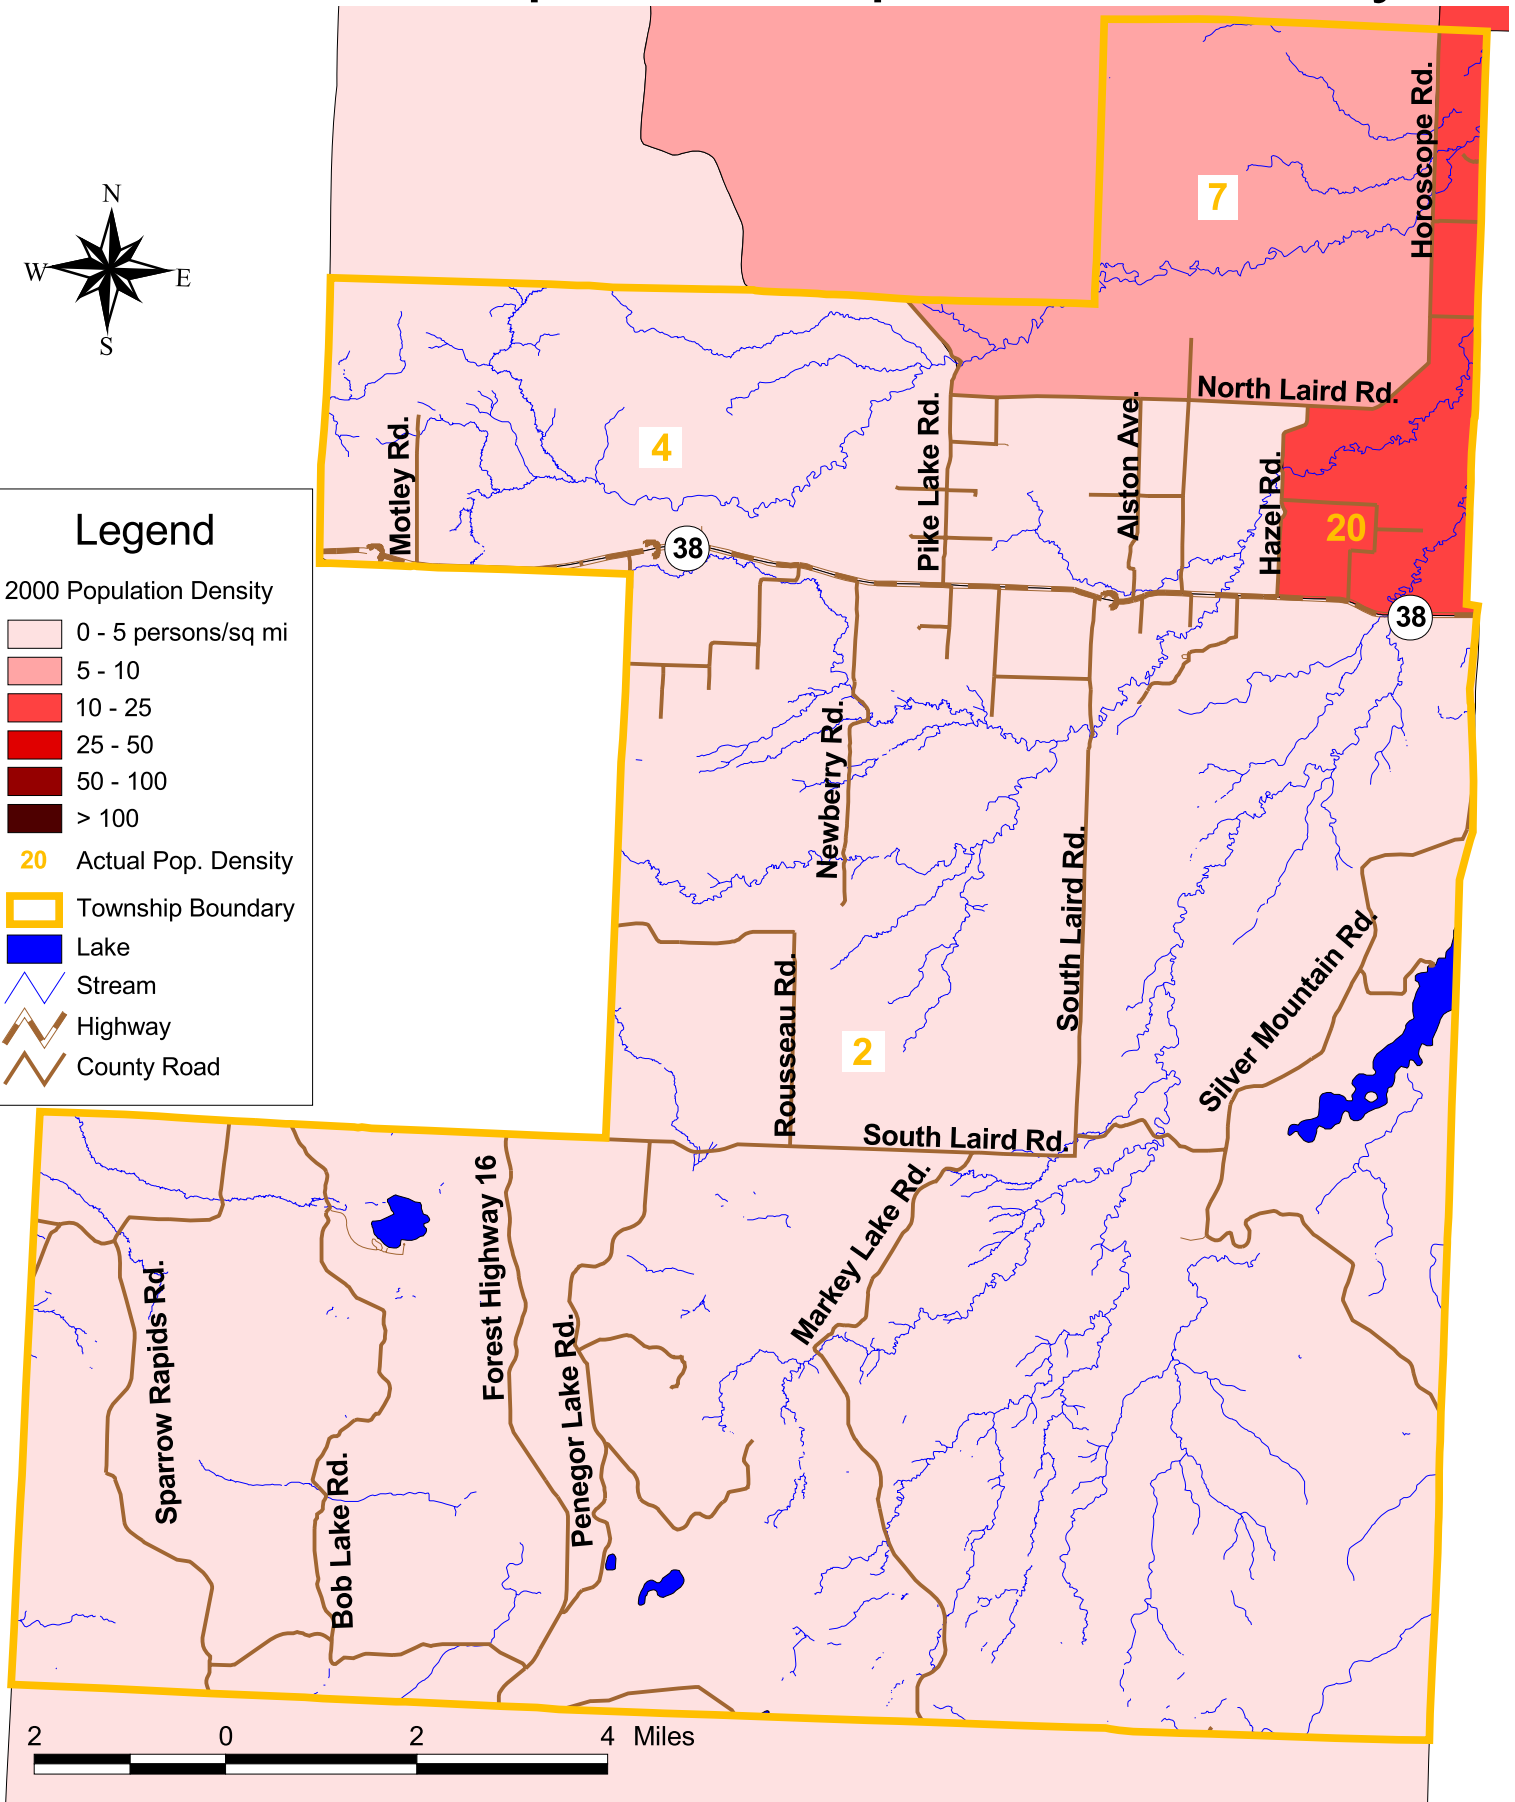 N
W
E
S
7
Horoscope Rd.
North Laird Rd.
Motley Rd.
4
Pike Lake Rd.
Alston Ave.
Hazel Rd.
20
38
38
Legend
2000 Population Density
0 - 5 persons/sq mi
5 - 10
10 - 25
25 - 50
50 - 100
> 100
20 Actual Pop. Density
Township Boundary
Lake
Stream
Highway
County Road
Newberry Rd.
South Laird Rd.
Silver Mountain Rd.
Rousseau Rd.
2
South Laird Rd.
Markey Lake Rd.
Forest Highway 16
Sparrow Rapids Rd.
Penegor Lake Rd.
Bob Lake Rd.
2 0 2 4 Miles